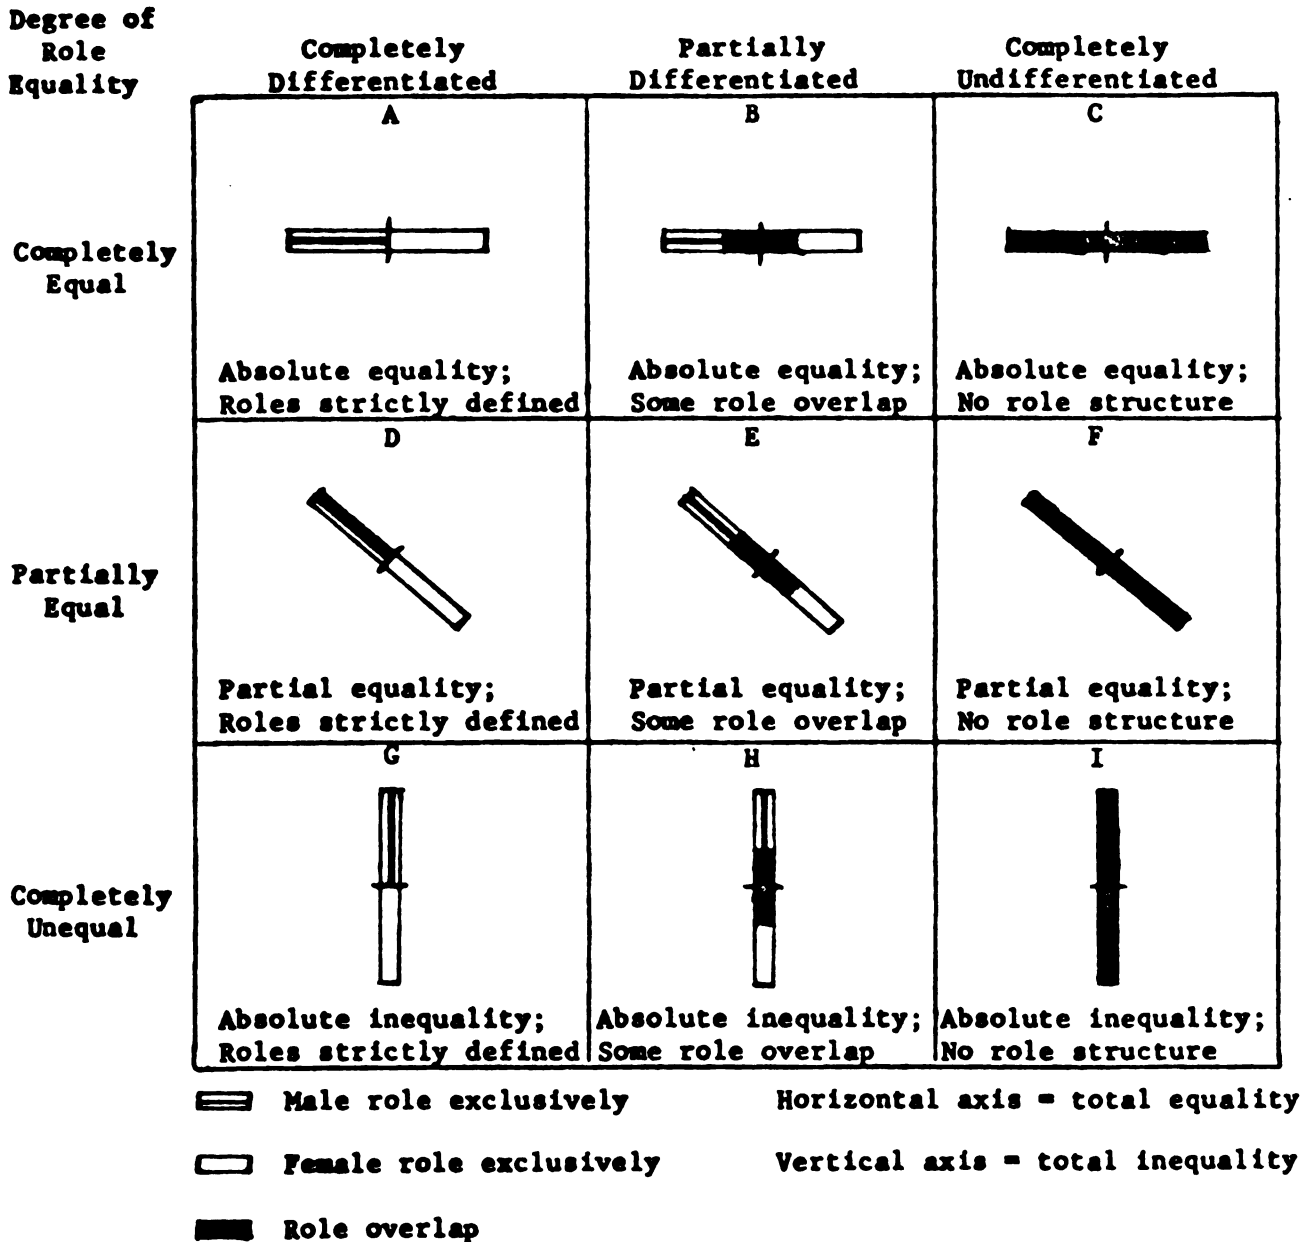 Degree of
Role
Equality
Completely
Differentiated
Partially
Differentiated
Completely
Undifferentiated
Completely
Equal
A
Absolute equality;
Roles strictly defined
B
Absolute equality;
Some role overlap
C
Absolute equality;
No role structure
Partially
Equal
D
Partial equality;
Roles strictly defined
E
Partial equality;
Some role overlap
F
Partial equality;
No role structure
Completely
Unequal
G
Absolute inequality;
Roles strictly defined
H
Absolute inequality;
Some role overlap
I
Absolute inequality;
No role structure
Male role exclusively
Horizontal axis = total equality
Female role exclusively
Vertical axis = total inequality
Role overlap